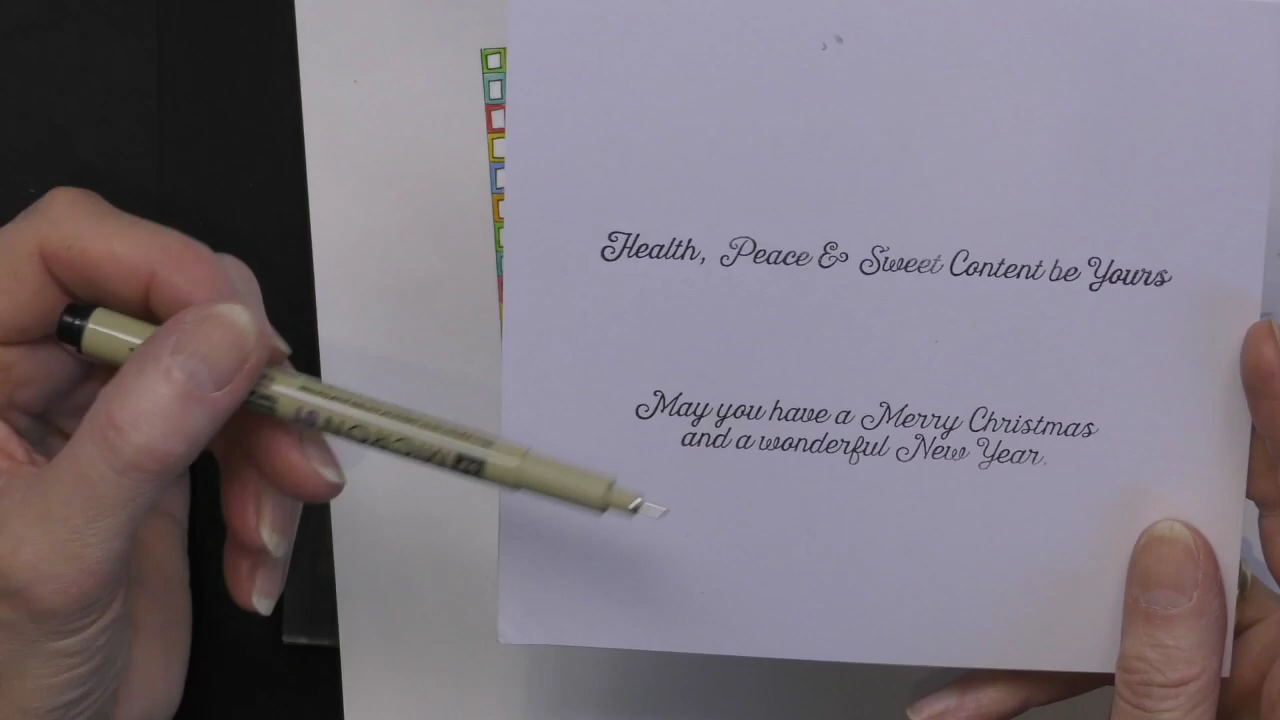 Health, Peace & Sweet Content be Yours
May you have a Merry Christmas
and a wonderful New Year.